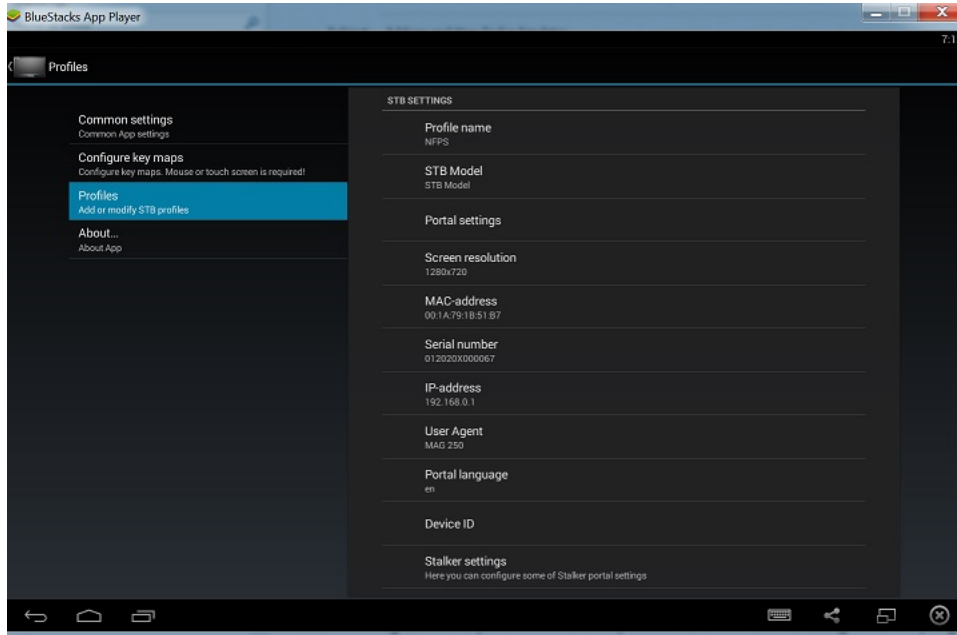 BlueStacks App Player
7:1
Profiles
Common settings
Common App settings
Configure key maps
Configure key maps. Mouse or touch screen is required!
Profiles
Add or modify STB profiles
About...
About App
STB SETTINGS
Profile name
NFPS
STB Model
STB Model
Portal settings
Screen resolution
1280x720
MAC-address
00:1A:79:1B:51:B7
Serial number
012020X000067
IP-address
192.168.0.1
User Agent
MAG 250
Portal language
en
Device ID
Stalker settings
Here you can configure some of Stalker portal settings